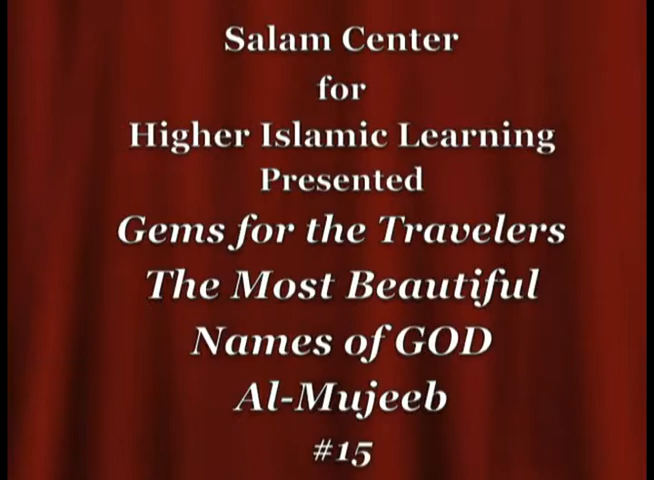 Salam Center
for
Higher Islamic Learning
Presented
Gems for the Travelers
The Most Beautiful
Names of GOD
Al-Mujeeb
#15